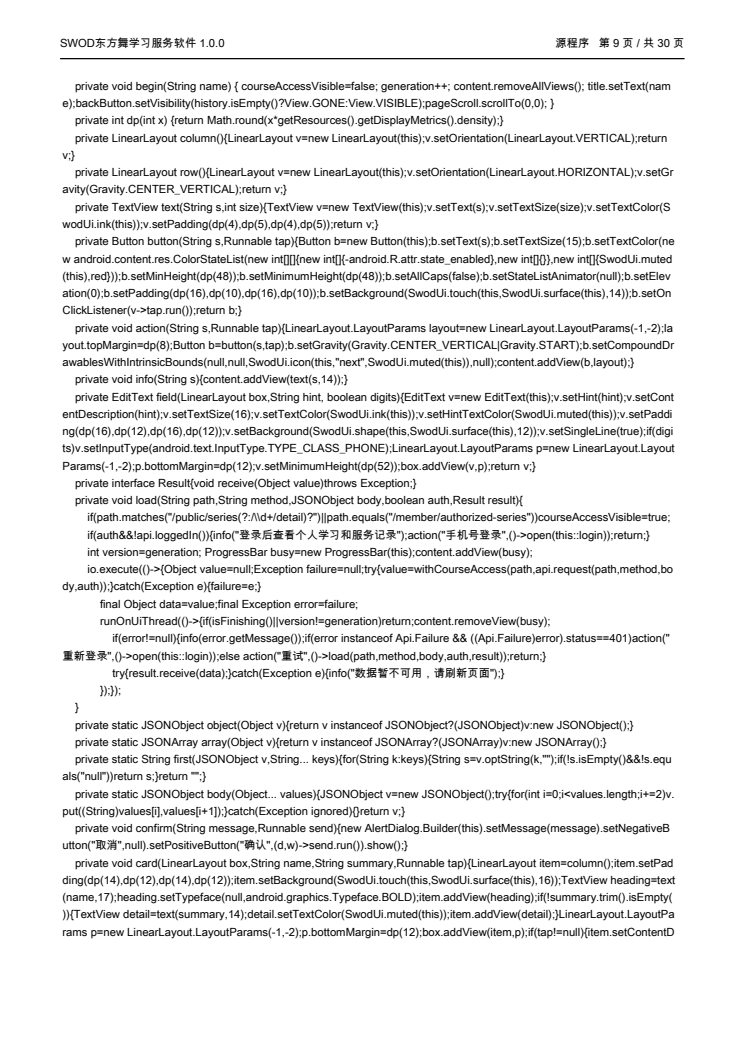 SWOD东方舞学习服务软件 1.0.0 源程序 第 9 页 / 共 30 页
private void begin(String name) { courseAccessVisible=false; generation++; content.removeAllViews(); title.setText(nam
e);backButton.setVisibility(history.isEmpty()?View.GONE:View.VISIBLE);pageScroll.scrollTo(0,0); }
private int dp(int x) {return Math.round(x*getResources().getDisplayMetrics().density);}
private LinearLayout column(){LinearLayout v=new LinearLayout(this);v.setOrientation(LinearLayout.VERTICAL);return
v;}
private LinearLayout row(){LinearLayout v=new LinearLayout(this);v.setOrientation(LinearLayout.HORIZONTAL);v.setGr
avity(Gravity.CENTER_VERTICAL);return v;}
private TextView text(String s,int size){TextView v=new TextView(this);v.setText(s);v.setTextSize(size);v.setTextColor(S
wodUi.ink(this));v.setPadding(dp(4),dp(5),dp(4),dp(5));return v;}
private Button button(String s,Runnable tap){Button b=new Button(this);b.setText(s);b.setTextSize(15);b.setTextColor(ne
w android.content.res.ColorStateList(new int[][]{new int[]{-android.R.attr.state_enabled},new int[]{}},new int[]{SwodUi.muted
(this),red}));b.setMinHeight(dp(48));b.setMinimumHeight(dp(48));b.setAllCaps(false);b.setStateListAnimator(null);b.setElev
ation(0);b.setPadding(dp(16),dp(10),dp(16),dp(10));b.setBackground(SwodUi.touch(this,SwodUi.surface(this),14));b.setOn
ClickListener(v->tap.run());return b;}
private void action(String s,Runnable tap){LinearLayout.LayoutParams layout=new LinearLayout.LayoutParams(-1,-2);la
yout.topMargin=dp(8);Button b=button(s,tap);b.setGravity(Gravity.CENTER_VERTICAL|Gravity.START);b.setCompoundDr
awablesWithIntrinsicBounds(null,null,SwodUi.icon(this,"next",SwodUi.muted(this)),null);content.addView(b,layout);}
private void info(String s){content.addView(text(s,14));}
private EditText field(LinearLayout box,String hint, boolean digits){EditText v=new EditText(this);v.setHint(hint);v.setCont
entDescription(hint);v.setTextSize(16);v.setTextColor(SwodUi.ink(this));v.setHintTextColor(SwodUi.muted(this));v.setPaddi
ng(dp(16),dp(12),dp(16),dp(12));v.setBackground(SwodUi.shape(this,SwodUi.surface(this),12));v.setSingleLine(true);if(digi
ts)v.setInputType(android.text.InputType.TYPE_CLASS_PHONE);LinearLayout.LayoutParams p=new LinearLayout.Layout
Params(-1,-2);p.bottomMargin=dp(12);v.setMinimumHeight(dp(52));box.addView(v,p);return v;}
private interface Result{void receive(Object value)throws Exception;}
private void load(String path,String method,JSONObject body,boolean auth,Result result){
if(path.matches("/public/series(?:/\\d+/detail)?")||path.equals("/member/authorized-series"))courseAccessVisible=true;
if(auth&&!api.loggedIn()){info("登录后查看个人学习和服务记录");action("手机号登录",()->open(this::login));return;}
int version=generation; ProgressBar busy=new ProgressBar(this);content.addView(busy);
io.execute(()->{Object value=null;Exception failure=null;try{value=withCourseAccess(path,api.request(path,method,bo
dy,auth));}catch(Exception e){failure=e;}
final Object data=value;final Exception error=failure;
runOnUiThread(()->{if(isFinishing()||version!=generation)return;content.removeView(busy);
if(error!=null){info(error.getMessage());if(error instanceof Api.Failure && ((Api.Failure)error).status==401)action("
重新登录",()->open(this::login));else action("重试",()->load(path,method,body,auth,result));return;}
try{result.receive(data);}catch(Exception e){info("数据暂不可用，请刷新页面");}
});});
}
private static JSONObject object(Object v){return v instanceof JSONObject?(JSONObject)v:new JSONObject();}
private static JSONArray array(Object v){return v instanceof JSONArray?(JSONArray)v:new JSONArray();}
private static String first(JSONObject v,String... keys){for(String k:keys){String s=v.optString(k,"");if(!s.isEmpty()&&!s.equ
als("null"))return s;}return "";}
private static JSONObject body(Object... values){JSONObject v=new JSONObject();try{for(int i=0;i<values.length;i+=2)v.
put((String)values[i],values[i+1]);}catch(Exception ignored){}return v;}
private void confirm(String message,Runnable send){new AlertDialog.Builder(this).setMessage(message).setNegativeB
utton("取消",null).setPositiveButton("确认",(d,w)->send.run()).show();}
private void card(LinearLayout box,String name,String summary,Runnable tap){LinearLayout item=column();item.setPad
ding(dp(14),dp(12),dp(14),dp(12));item.setBackground(SwodUi.touch(this,SwodUi.surface(this),16));TextView heading=text
(name,17);heading.setTypeface(null,android.graphics.Typeface.BOLD);item.addView(heading);if(!summary.trim().isEmpty(
)){TextView detail=text(summary,14);detail.setTextColor(SwodUi.muted(this));item.addView(detail);}LinearLayout.LayoutPa
rams p=new LinearLayout.LayoutParams(-1,-2);p.bottomMargin=dp(12);box.addView(item,p);if(tap!=null){item.setContentD